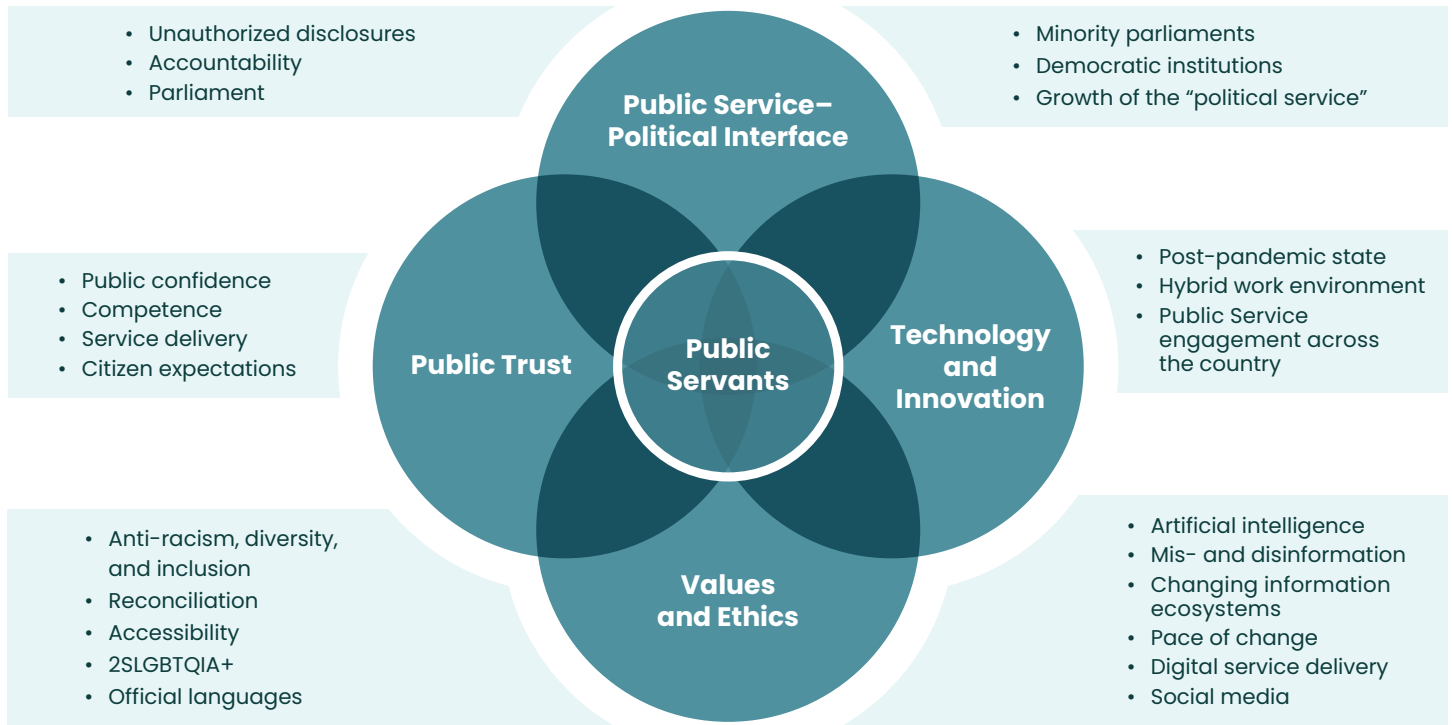 • Unauthorized disclosures
• Accountability
• Parliament
• Minority parliaments
• Democratic institutions
• Growth of the “political service”
Public Service–
Political Interface
• Public confidence
• Competence
• Service delivery
• Citizen expectations
Public Trust
Public
Servants
Technology
and
Innovation
• Post-pandemic state
• Hybrid work environment
• Public Service
engagement across
the country
Values
and Ethics
• Anti-racism, diversity,
and inclusion
• Reconciliation
• Accessibility
• 2SLGBTQIA+
• Official languages
• Artificial intelligence
• Mis- and disinformation
• Changing information
ecosystems
• Pace of change
• Digital service delivery
• Social media